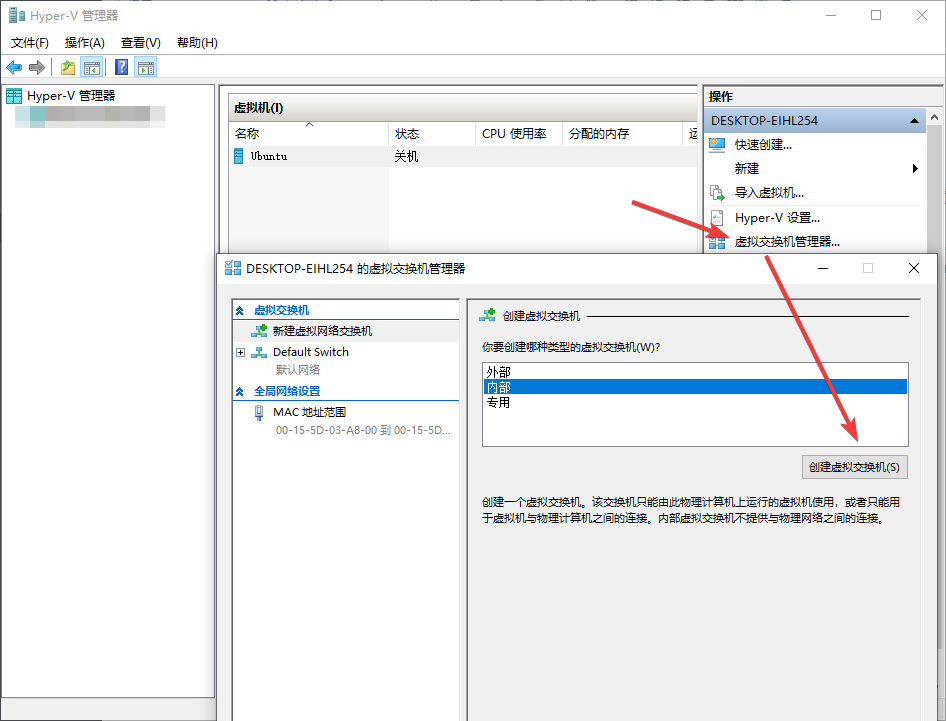 Hyper-V 管理器
文件(F) 操作(A) 查看(V) 帮助(H)
Hyper-V 管理器
虚拟机(I)
名称 状态 CPU 使用率 分配的内存 运
Ubuntu 关机
操作
DESKTOP-EIHL254
快速创建...
新建
导入虚拟机...
Hyper-V 设置...
虚拟交换机管理器...
DESKTOP-EIHL254 的虚拟交换机管理器
虚拟交换机
新建虚拟网络交换机
Default Switch
默认网络
全局网络设置
MAC 地址范围
00-15-5D-03-A8-00 到 00-15-5D...
创建虚拟交换机
你要创建哪种类型的虚拟交换机(W)?
外部
内部
专用
创建虚拟交换机(S)
创建一个虚拟交换机。该交换机只能由此物理计算机上运行的虚拟机使用，或者只能用
于虚拟机与物理计算机之间的连接。内部虚拟交换机不提供与物理网络之间的连接。